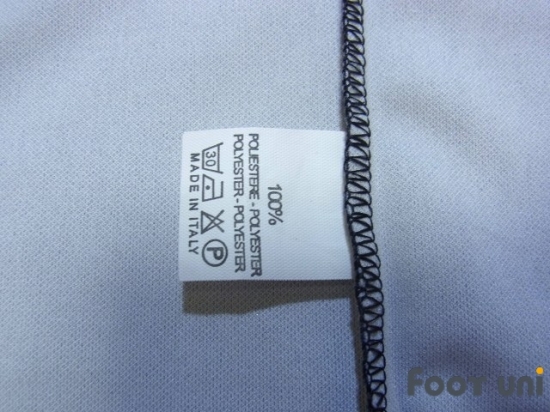 100%
POLIESTERE - POLYESTER
POLYESTER - POLYESTER
30 P
MADE IN ITALY
FOOT UNI